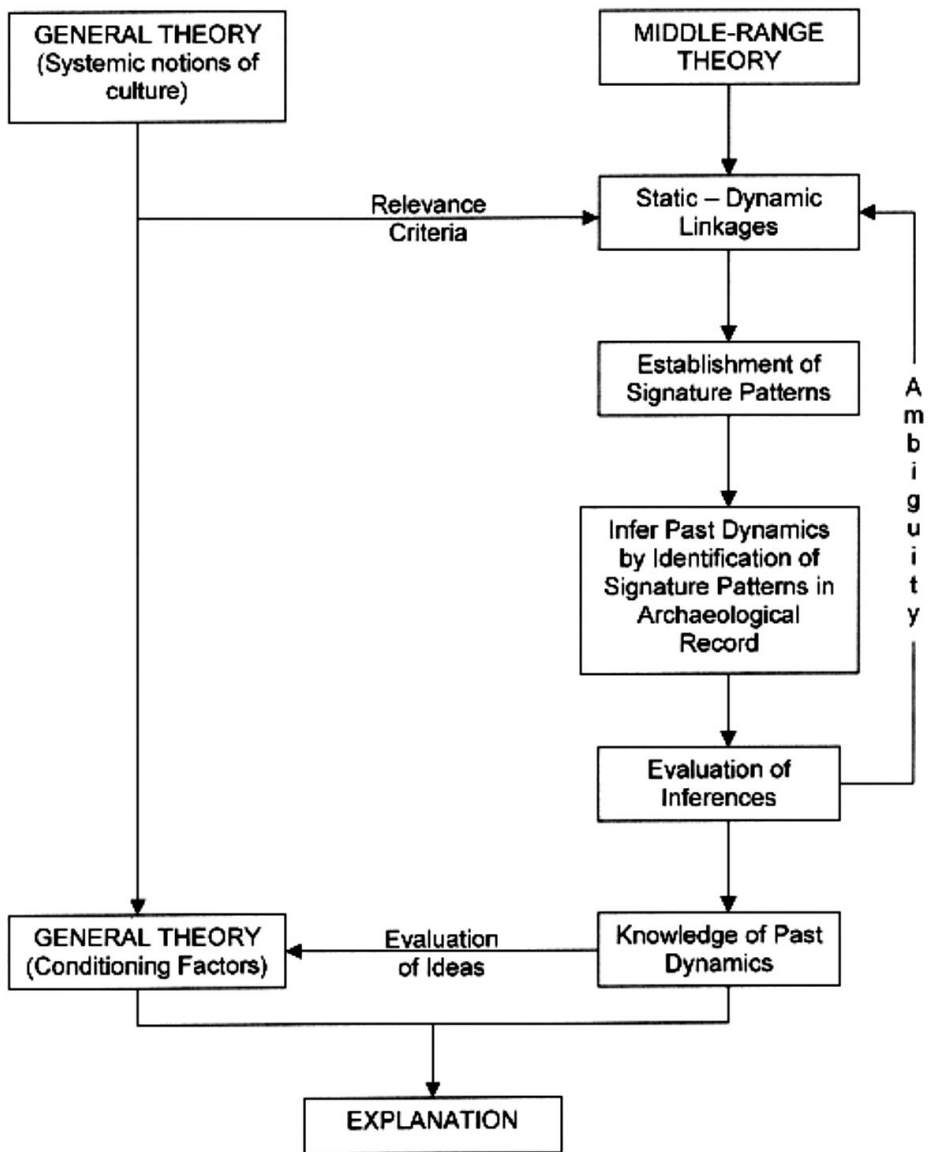 GENERAL THEORY
(Systemic notions of
culture)
MIDDLE-RANGE
THEORY
Relevance
Criteria
Static – Dynamic
Linkages
Establishment of
Signature Patterns
Ambiguity
Infer Past Dynamics
by Identification of
Signature Patterns in
Archaeological
Record
Evaluation of
Inferences
GENERAL THEORY
(Conditioning Factors)
Evaluation
of Ideas
Knowledge of Past
Dynamics
EXPLANATION